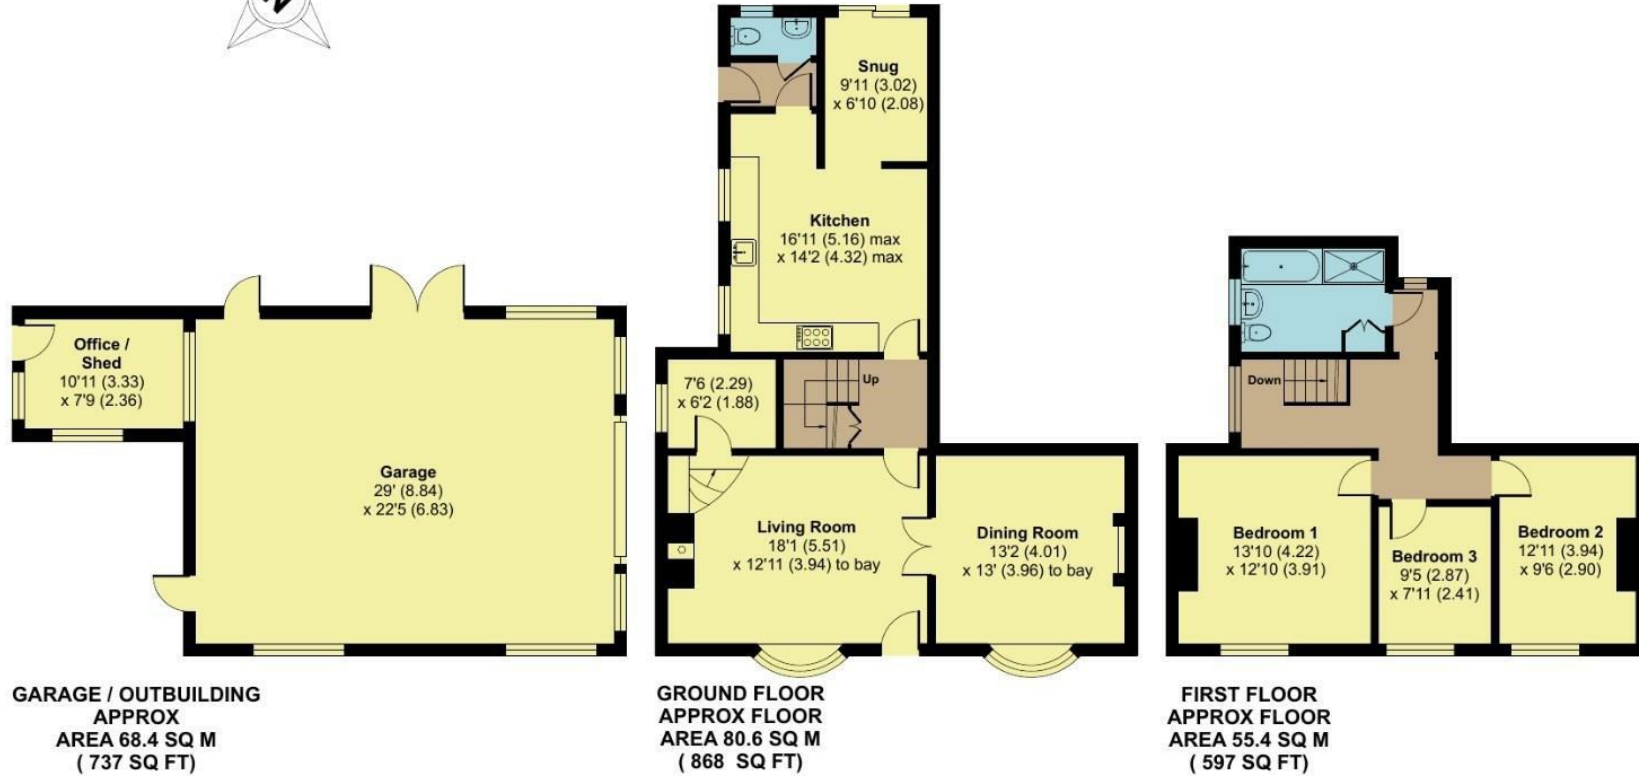 Snug
9'11 (3.02)
x 6'10 (2.08)
Kitchen
16'11 (5.16) max
x 14'2 (4.32) max
Office /
Shed
10'11 (3.33)
x 7'9 (2.36)
Garage
29' (8.84)
x 22'5 (6.83)
7'6 (2.29)
x 6'2 (1.88)
Up
Living Room
18'1 (5.51)
x 12'11 (3.94) to bay
Dining Room
13'2 (4.01)
x 13' (3.96) to bay
Down
Bedroom 1
13'10 (4.22)
x 12'10 (3.91)
Bedroom 3
9'5 (2.87)
x 7'11 (2.41)
Bedroom 2
12'11 (3.94)
x 9'6 (2.90)
GARAGE / OUTBUILDING
APPROX
AREA 68.4 SQ M
( 737 SQ FT)
GROUND FLOOR
APPROX FLOOR
AREA 80.6 SQ M
( 868 SQ FT)
FIRST FLOOR
APPROX FLOOR
AREA 55.4 SQ M
( 597 SQ FT)